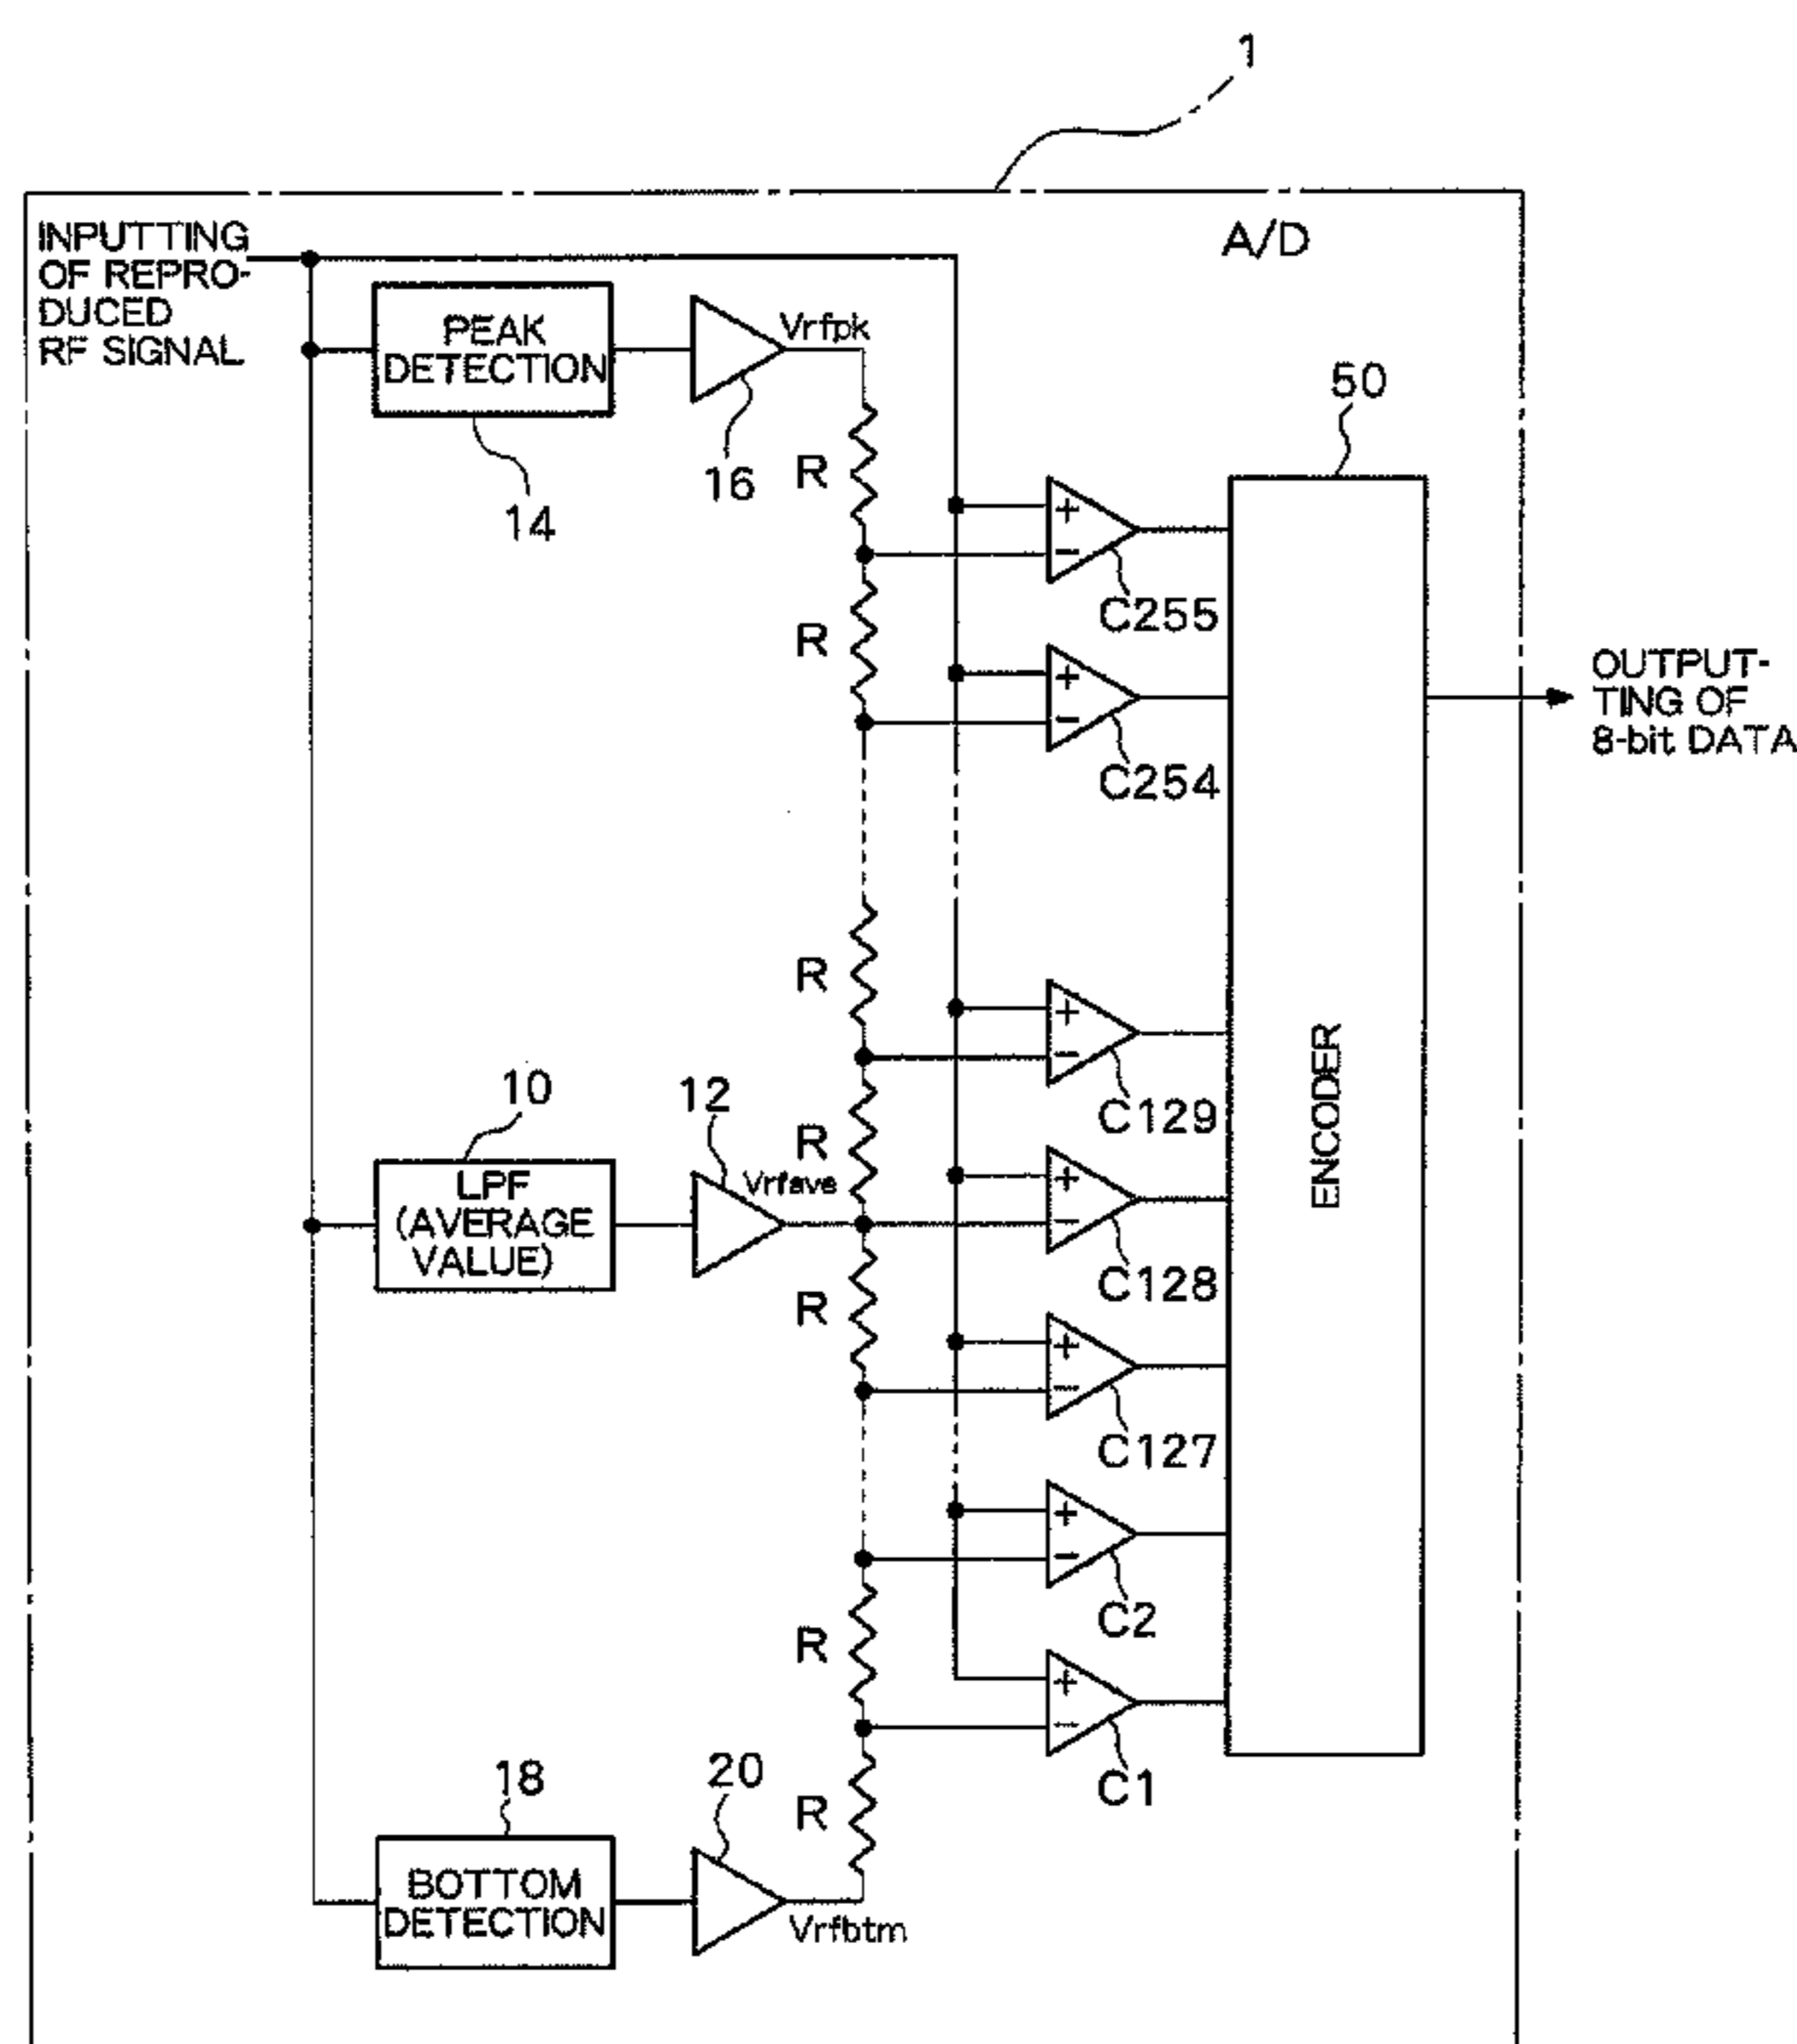 1
INPUTTING
OF REPRO-
DUCED
RF SIGNAL
A/D
PEAK
DETECTION
14
16
Vrfpk
50
R
+
−
C255
R
+
−
C254
OUTPUT-
TING OF
8-bit DATA
R
+
−
C129
ENCODER
10
LPF
(AVERAGE
VALUE)
12
Vrfave
R
+
−
C128
R
+
−
C127
+
−
C2
R
+
−
C1
R
18
BOTTOM
DETECTION
20
Vrfbtm